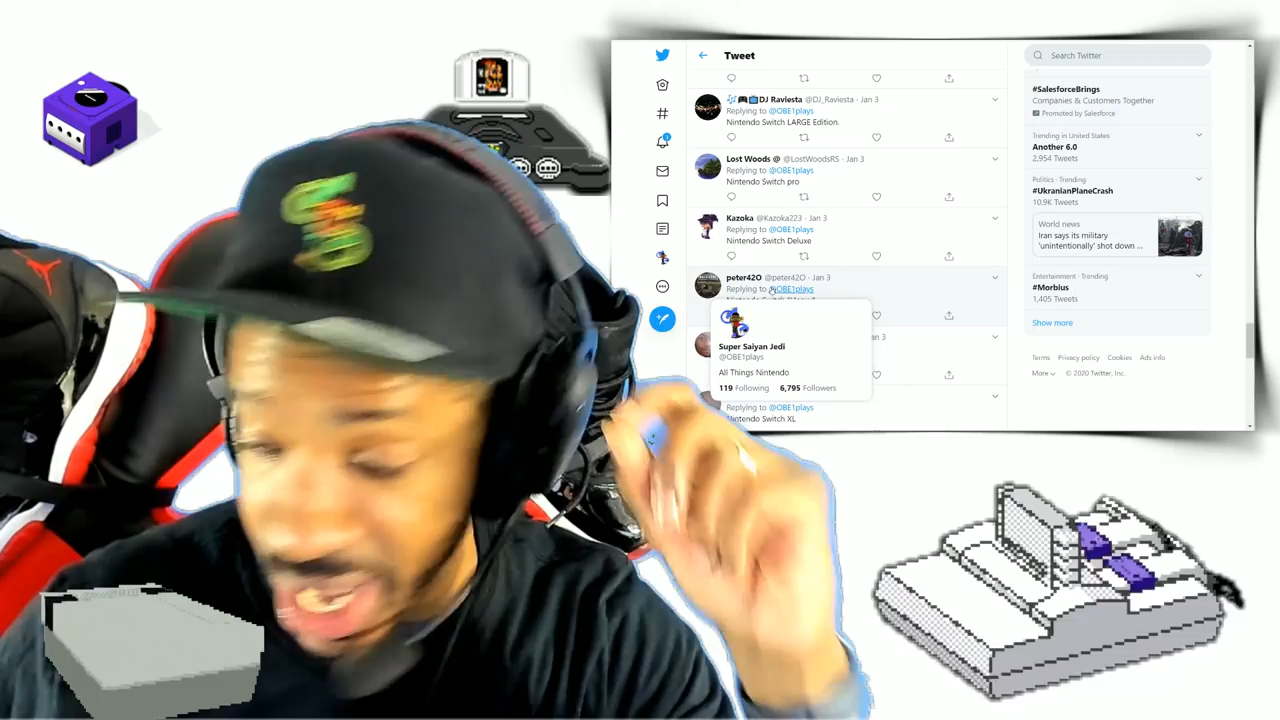 Tweet
DJ Raviesta @DJ_Raviesta · Jan 3
Replying to @OBE1plays
Nintendo Switch LARGE Edition.
Lost Woods @ @LostWoodsRS · Jan 3
Replying to @OBE1plays
Nintendo Switch pro
Kazoka @Kazoka223 · Jan 3
Replying to @OBE1plays
Nintendo Switch Deluxe
peter42O @peter42O · Jan 3
Replying to @OBE1plays
Super Saiyan Jedi
@OBE1plays
All Things Nintendo
119 Following 6,795 Followers
an 3
Replying to @OBE1plays
Nintendo Switch XL
Search Twitter
#SalesforceBrings
Companies & Customers Together
Promoted by Salesforce
Trending in United States
Another 6.0
2,954 Tweets
Politics · Trending
#UkranianPlaneCrash
10.9K Tweets
World news
Iran says its military
'unintentionally' shot down ...
Entertainment · Trending
#Morbius
1,405 Tweets
Show more
Terms Privacy policy Cookies Ads info
More © 2020 Twitter, Inc.